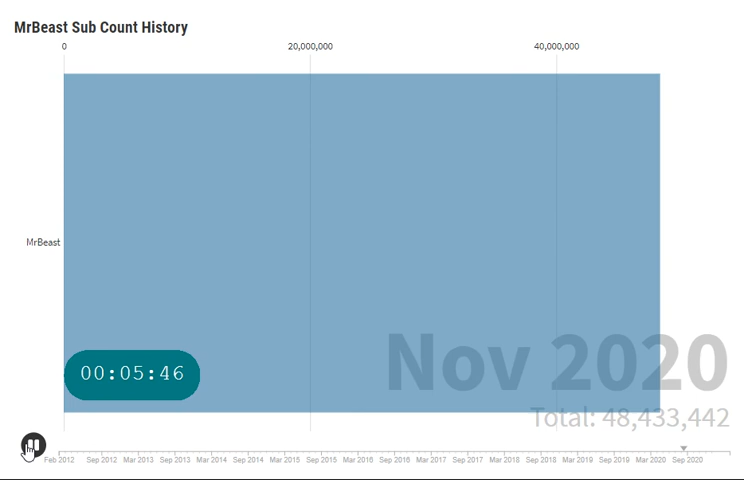 MrBeast Sub Count History
0 20,000,000 40,000,000
MrBeast
Nov 2020
00:05:46
Total: 48,433,442
Feb 2012 Sep 2012 Mar 2013 Sep 2013 Mar 2014 Sep 2014 Mar 2015 Sep 2015 Mar 2016 Sep 2016 Mar 2017 Sep 2017 Mar 2018 Sep 2018 Mar 2019 Sep 2019 Mar 2020 Sep 2020